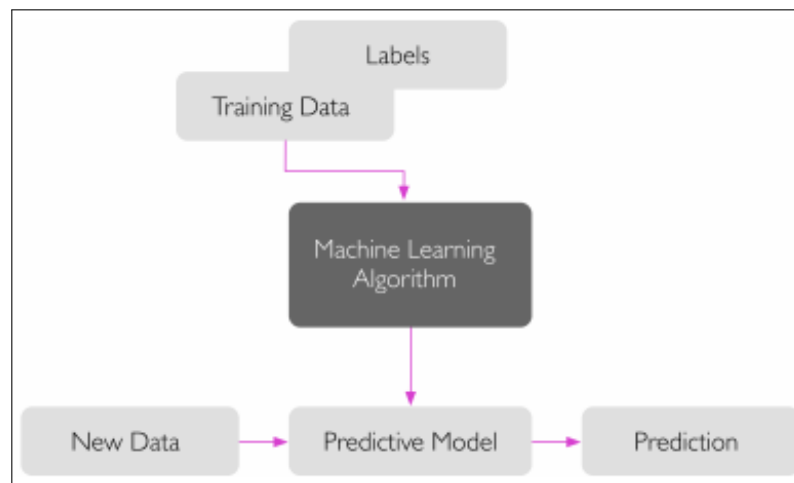 Labels
Training Data
Machine Learning
Algorithm
New Data
Predictive Model
Prediction